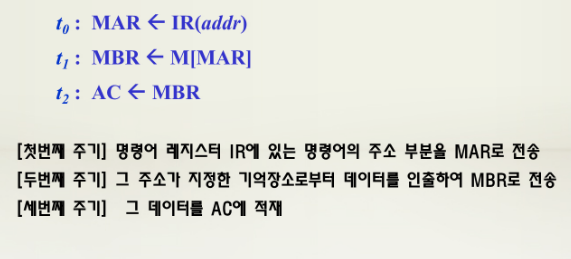 t0 : MAR ← IR(addr)
t1 : MBR ← M[MAR]
t2 : AC ← MBR
[첫번째 주기] 명령어 레지스터 IR에 있는 명령어의 주소 부분을 MAR로 전송
[두번째 주기] 그 주소가 지정한 기억장소로부터 데이터를 인출하여 MBR로 전송
[세번째 주기] 그 데이터를 AC에 적재